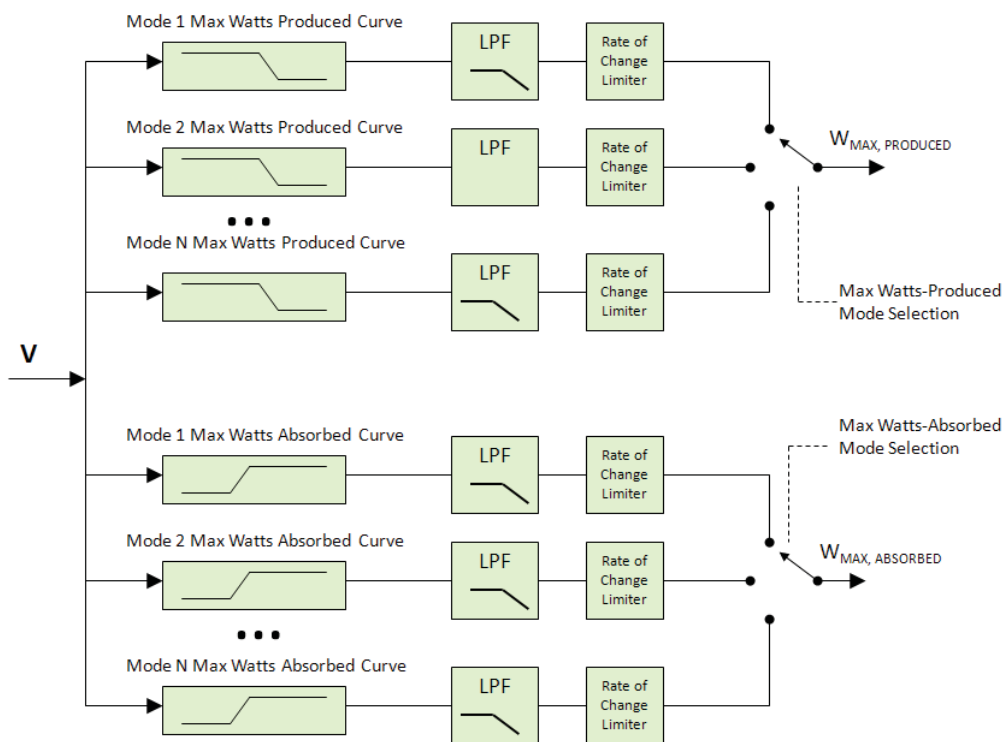 Mode 1 Max Watts Produced Curve
LPF
Rate of
Change
Limiter
Mode 2 Max Watts Produced Curve
LPF
Rate of
Change
Limiter
W MAX, PRODUCED
•••
Mode N Max Watts Produced Curve
LPF
Rate of
Change
Limiter
Max Watts-Produced
Mode Selection
V
Mode 1 Max Watts Absorbed Curve
LPF
Rate of
Change
Limiter
Max Watts-Absorbed
Mode Selection
Mode 2 Max Watts Absorbed Curve
LPF
Rate of
Change
Limiter
W MAX, ABSORBED
•••
Mode N Max Watts Absorbed Curve
LPF
Rate of
Change
Limiter